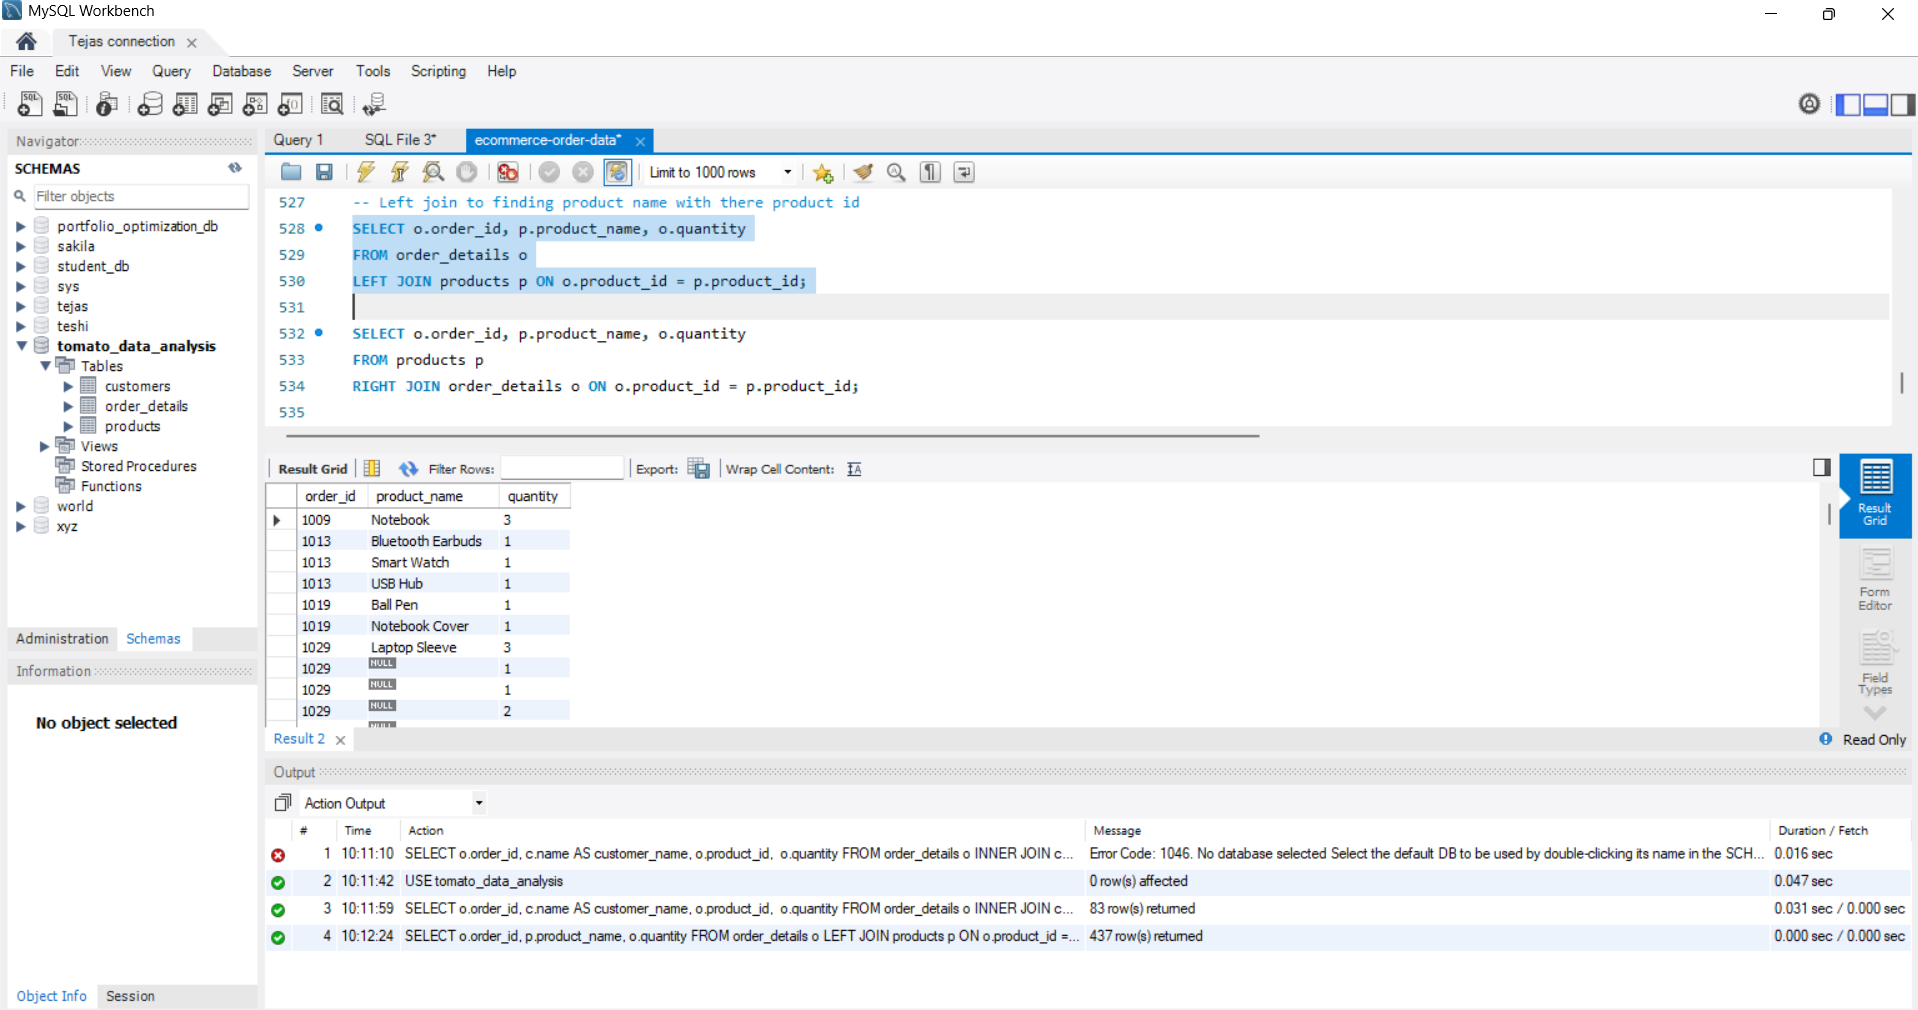 MySQL Workbench
Tejas connection
File Edit View Query Database Server Tools Scripting Help
Navigator
SCHEMAS
Filter objects
portfolio_optimization_db
sakila
student_db
sys
tejas
teshi
tomato_data_analysis
Tables
customers
order_details
products
Views
Stored Procedures
Functions
world
xyz
Administration Schemas
Information
No object selected
Object Info Session
Query 1 SQL File 3* ecommerce-order-data*
Limit to 1000 rows
527 -- Left join to finding product name with there product id
528 SELECT o.order_id, p.product_name, o.quantity
529 FROM order_details o
530 LEFT JOIN products p ON o.product_id = p.product_id;
531
532 SELECT o.order_id, p.product_name, o.quantity
533 FROM products p
534 RIGHT JOIN order_details o ON o.product_id = p.product_id;
535
Result Grid Filter Rows: Export: Wrap Cell Content:
order_id product_name quantity
1009 Notebook 3
1013 Bluetooth Earbuds 1
1013 Smart Watch 1
1013 USB Hub 1
1019 Ball Pen 1
1019 Notebook Cover 1
1029 Laptop Sleeve 3
1029 NULL 1
1029 NULL 1
1029 NULL 2
NULL
Result Grid
Form Editor
Field Types
Result 2
Read Only
Output
Action Output
# Time Action Message Duration / Fetch
1 10:11:10 SELECT o.order_id, c.name AS customer_name, o.product_id, o.quantity FROM order_details o INNER JOIN c... Error Code: 1046. No database selected Select the default DB to be used by double-clicking its name in the SCH... 0.016 sec
2 10:11:42 USE tomato_data_analysis 0 row(s) affected 0.047 sec
3 10:11:59 SELECT o.order_id, c.name AS customer_name, o.product_id, o.quantity FROM order_details o INNER JOIN c... 83 row(s) returned 0.031 sec / 0.000 sec
4 10:12:24 SELECT o.order_id, p.product_name, o.quantity FROM order_details o LEFT JOIN products p ON o.product_id =... 437 row(s) returned 0.000 sec / 0.000 sec